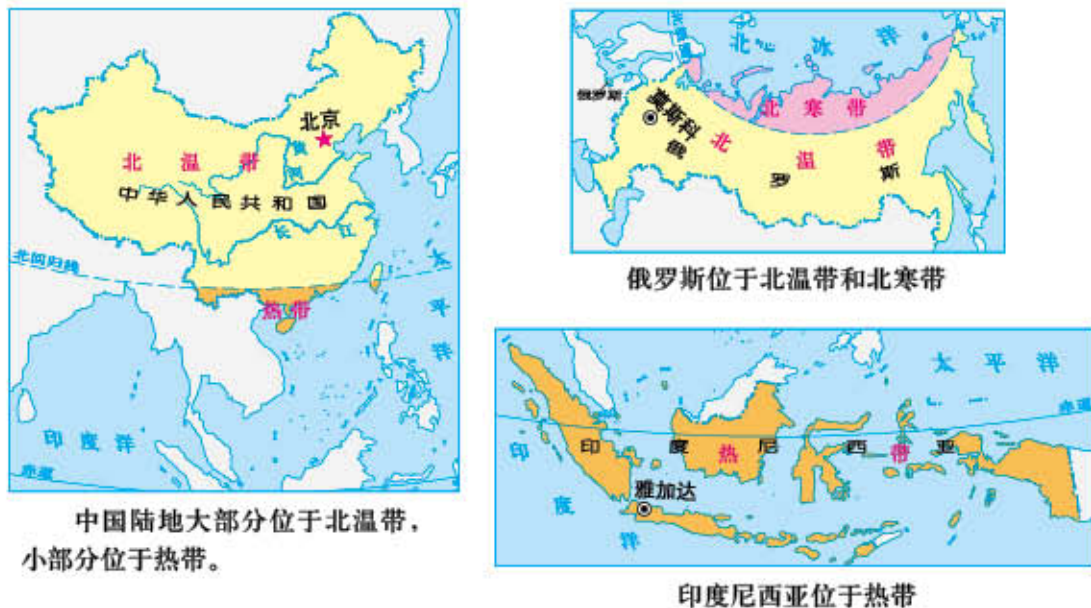 北京
北温带
黄河
中华人民共和国
长江
北回归线
热带
太平洋
印度洋
赤道
中国陆地大部分位于北温带，
小部分位于热带。
北冰洋
俄罗斯
北寒带
莫斯科
北温带
俄罗斯
俄罗斯位于北温带和北寒带
太平洋
赤道
印度尼西亚
热带
雅加达
印度洋
印度尼西亚位于热带